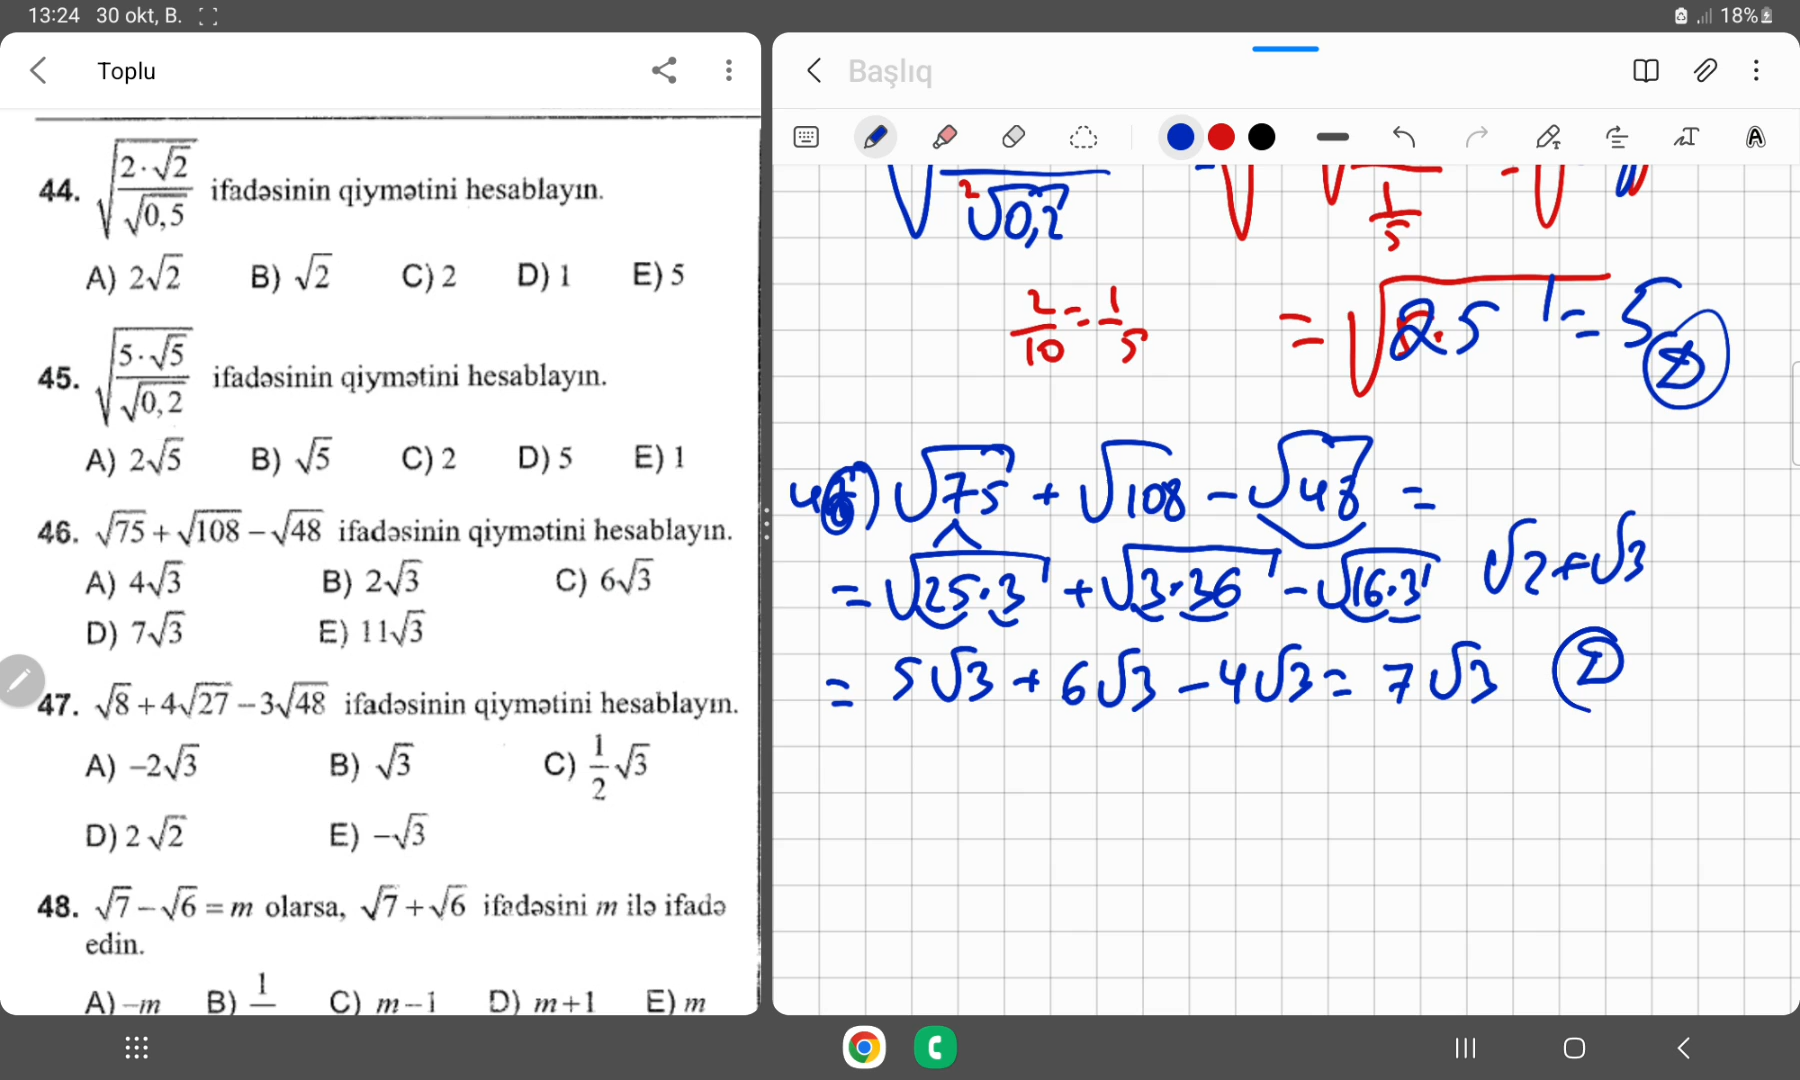 13:24 30 okt, B. 18%
Toplu
44. √(2·√2/√0,5) ifadəsinin qiymətini hesablayın.
A) 2√2 B) √2 C) 2 D) 1 E) 5
45. √(5·√5/√0,2) ifadəsinin qiymətini hesablayın.
A) 2√5 B) √5 C) 2 D) 5 E) 1
46. √75 + √108 − √48 ifadəsinin qiymətini hesablayın.
A) 4√3 B) 2√3 C) 6√3
D) 7√3 E) 11√3
47. √8 + 4√27 − 3√48 ifadəsinin qiymətini hesablayın.
A) −2√3 B) √3 C) 1/2 √3
D) 2√2 E) −√3
48. √7 − √6 = m olarsa, √7 + √6 ifadəsini m ilə ifadə
edin.
A) −m B) 1 C) m−1 D) m+1 E) m
Başlıq
²√0,2 1/5
2/10 = 1/5 = √25 = 5
46) √75 + √108 − √48 =
= √25·3 + √3·36 − √16·3 √2+√3
= 5√3 + 6√3 − 4√3 = 7√3